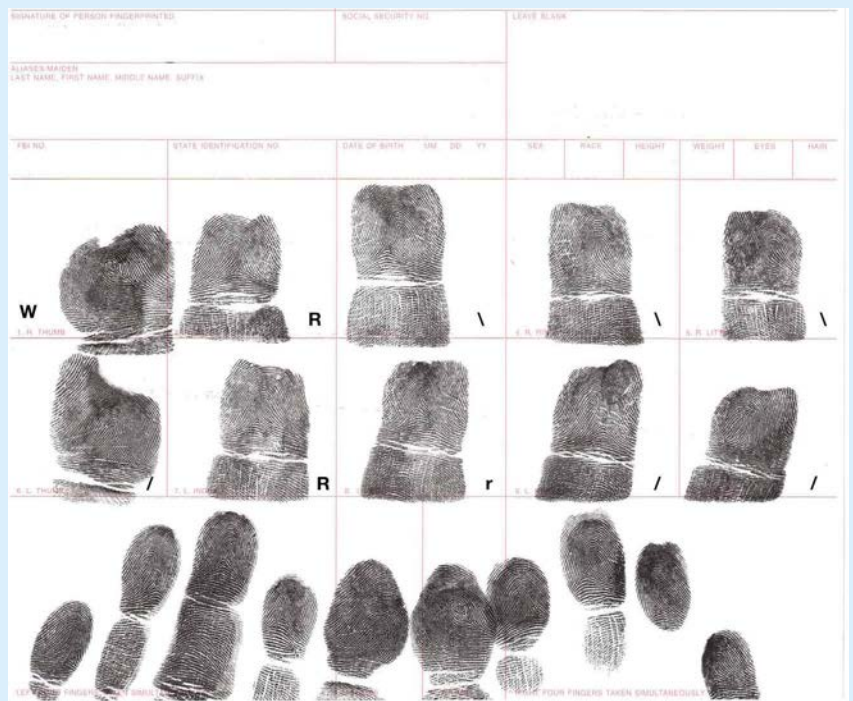 SIGNATURE OF PERSON FINGERPRINTED
SOCIAL SECURITY NO.
LEAVE BLANK
ALIASES/MAIDEN
LAST NAME, FIRST NAME, MIDDLE NAME, SUFFIX
FBI NO.
STATE IDENTIFICATION NO.
DATE OF BIRTH MM DD YY
SEX
RACE
HEIGHT
WEIGHT
EYES
HAIR
W
R
\
\
\
1. R. THUMB
/
R
r
/
/
6. L. THUMB
FINGERS TAKEN
FOUR FINGERS TAKEN SIMULTANEOUSLY